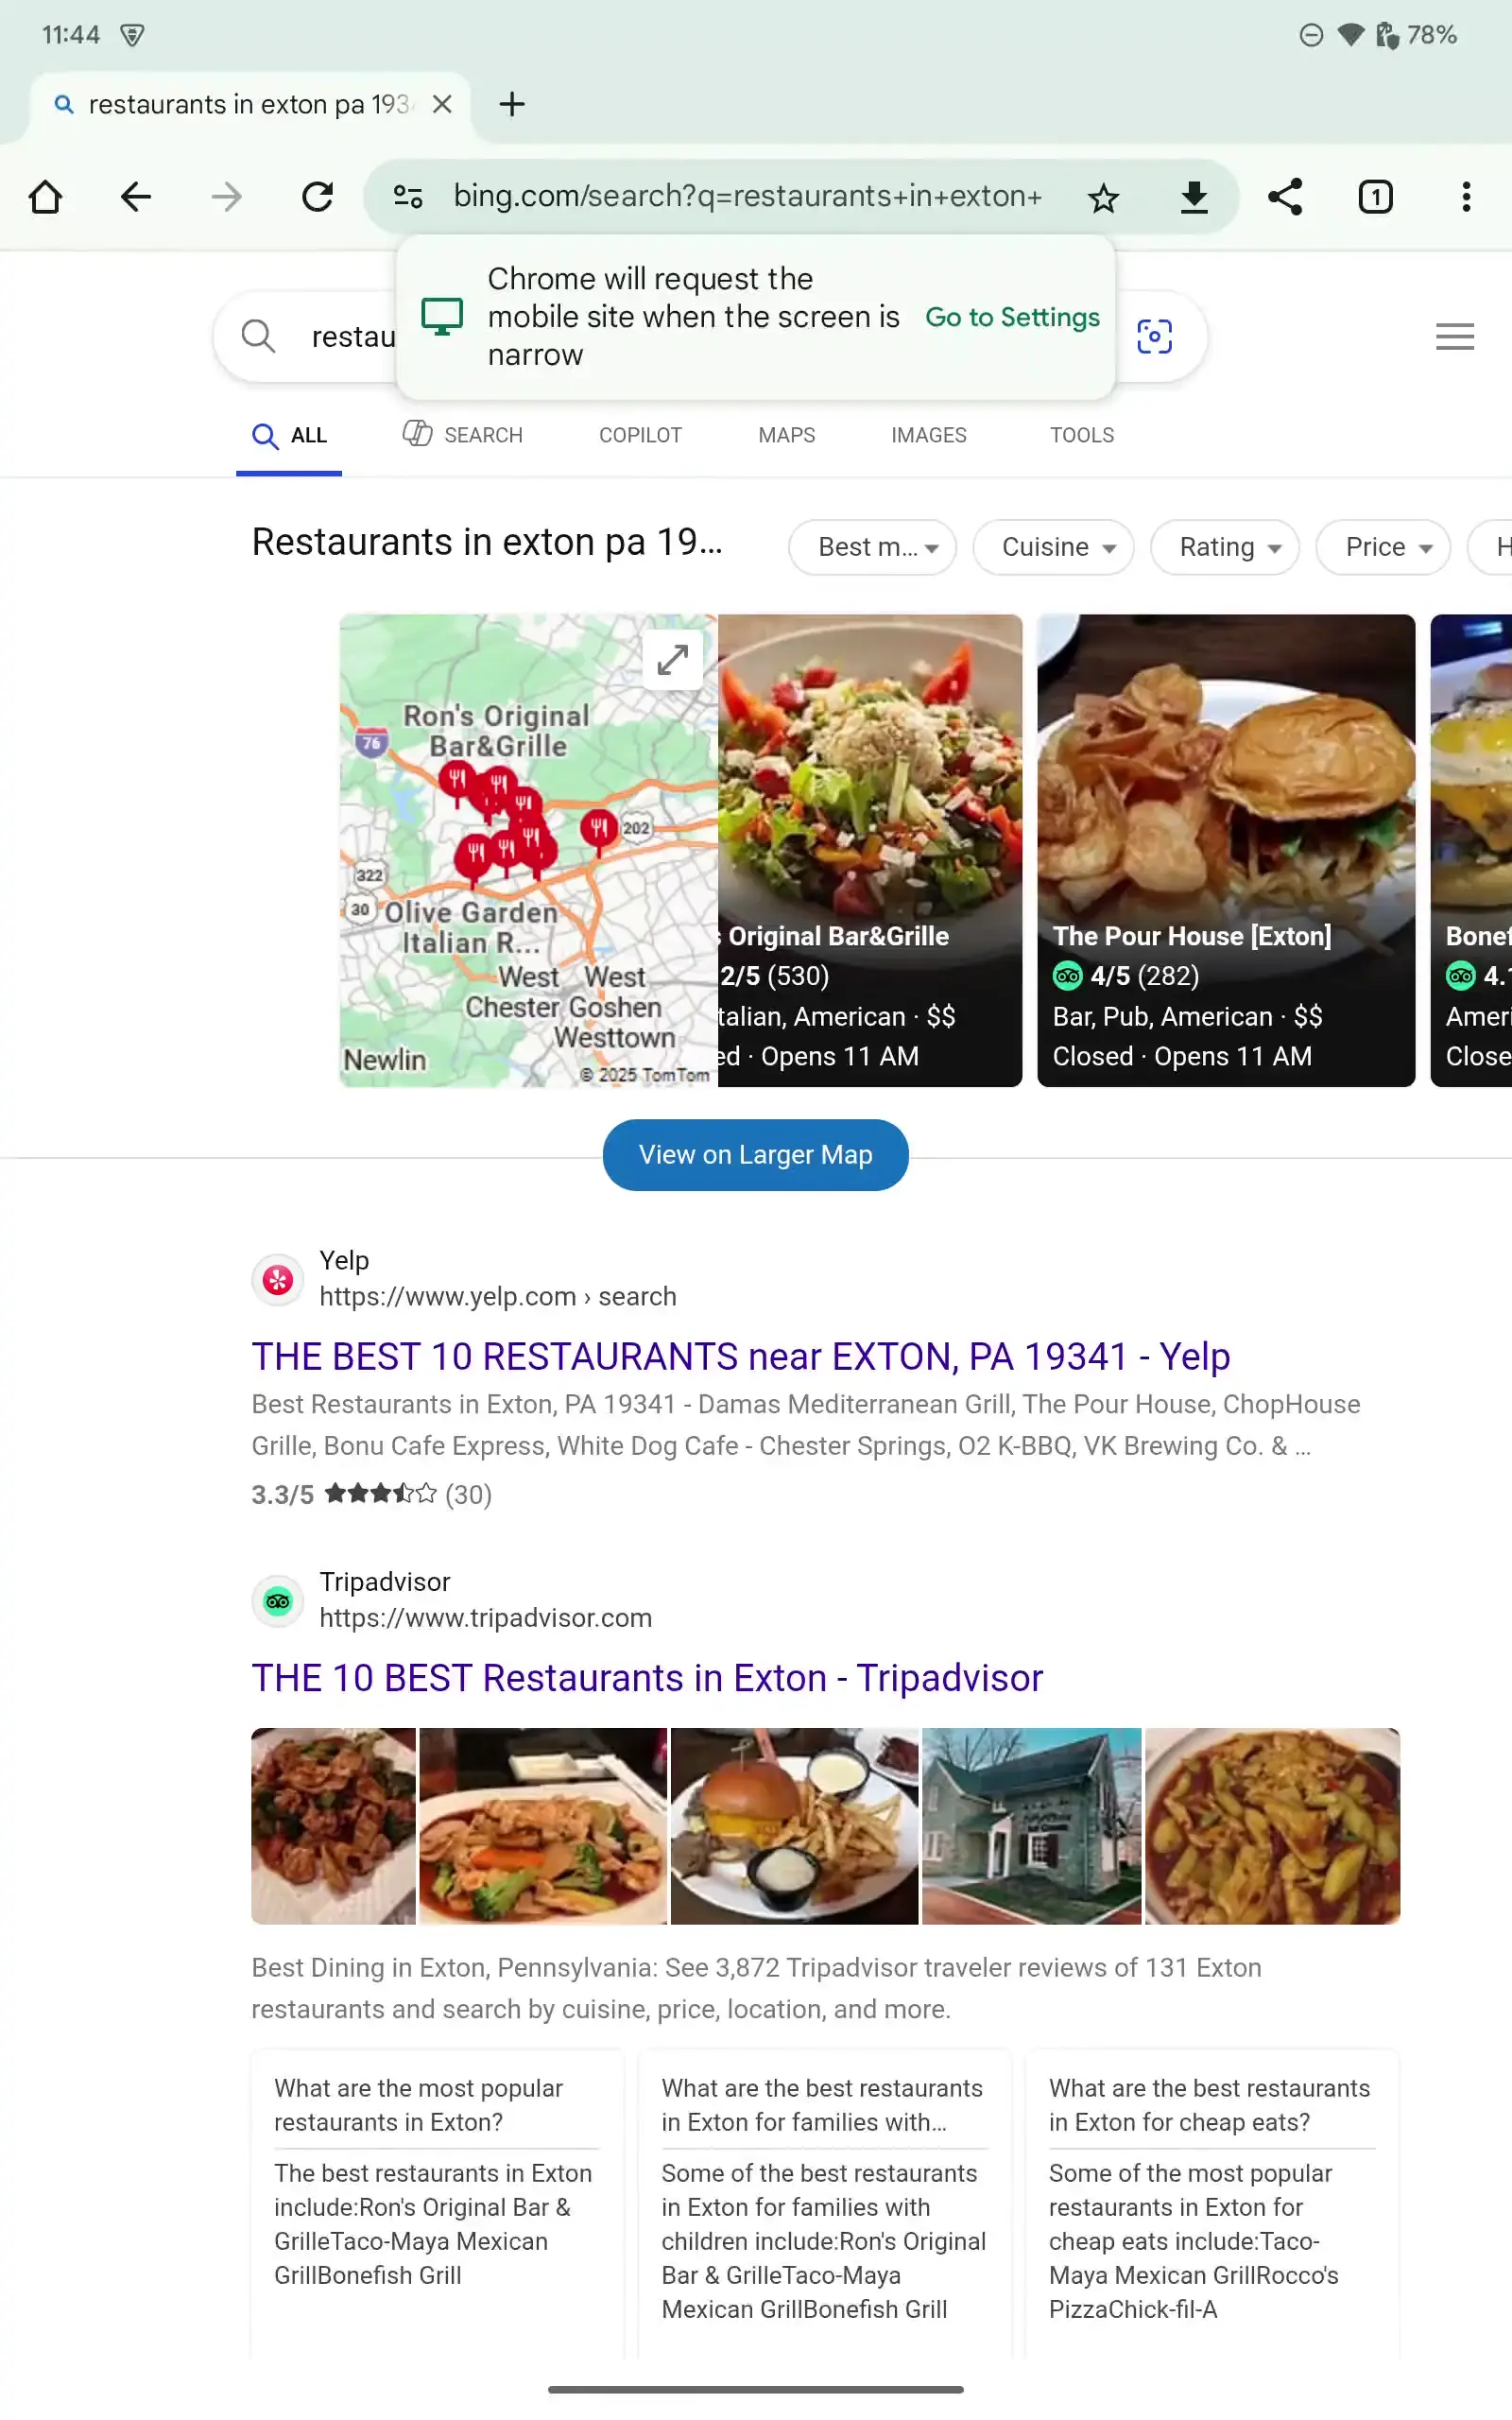 11:44
78%
restaurants in exton pa 193
bing.com/search?q=restaurants+in+exton+
1
Chrome will request the
mobile site when the screen is
narrow
Go to Settings
restau
ALL
SEARCH
COPILOT
MAPS
IMAGES
TOOLS
Restaurants in exton pa 19...
Best m...
Cuisine
Rating
Price
H
Ron's Original
Bar&Grille
76
202
322
30
Olive Garden
Italian R...
West West
Chester Goshen
Westtown
Newlin
© 2025 TomTom
s Original Bar&Grille
2/5 (530)
talian, American · $$
ed · Opens 11 AM
The Pour House [Exton]
4/5 (282)
Bar, Pub, American · $$
Closed · Opens 11 AM
Bonef
4.1
Ameri
Close
View on Larger Map
Yelp
https://www.yelp.com › search
THE BEST 10 RESTAURANTS near EXTON, PA 19341 - Yelp
Best Restaurants in Exton, PA 19341 - Damas Mediterranean Grill, The Pour House, ChopHouse
Grille, Bonu Cafe Express, White Dog Cafe - Chester Springs, O2 K-BBQ, VK Brewing Co. & ...
3.3/5 (30)
Tripadvisor
https://www.tripadvisor.com
THE 10 BEST Restaurants in Exton - Tripadvisor
Best Dining in Exton, Pennsylvania: See 3,872 Tripadvisor traveler reviews of 131 Exton
restaurants and search by cuisine, price, location, and more.
What are the most popular
restaurants in Exton?
The best restaurants in Exton
include:Ron's Original Bar &
GrilleTaco-Maya Mexican
GrillBonefish Grill
What are the best restaurants
in Exton for families with...
Some of the best restaurants
in Exton for families with
children include:Ron's Original
Bar & GrilleTaco-Maya
Mexican GrillBonefish Grill
What are the best restaurants
in Exton for cheap eats?
Some of the most popular
restaurants in Exton for
cheap eats include:Taco-
Maya Mexican GrillRocco's
PizzaChick-fil-A